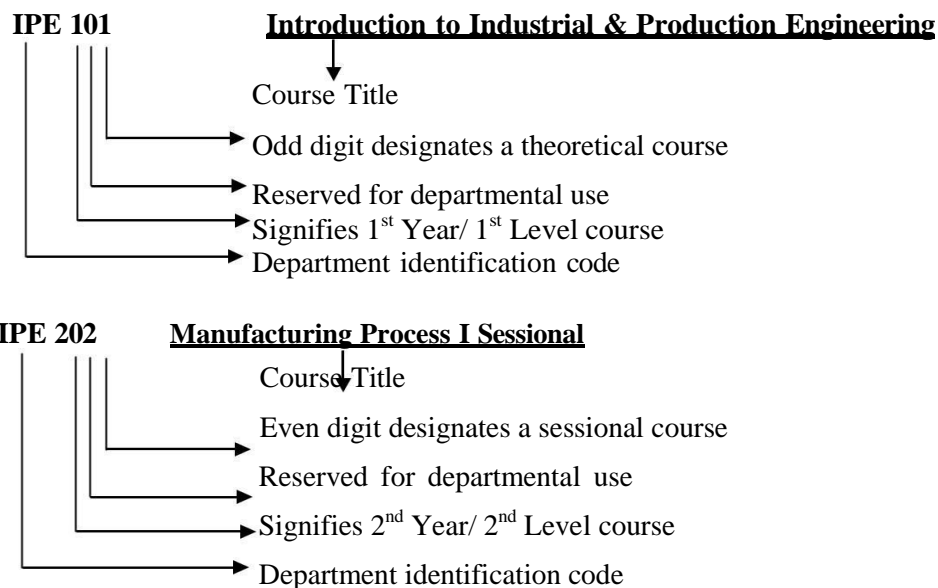 IPE 101 Introduction to Industrial & Production Engineering
Course Title
Odd digit designates a theoretical course
Reserved for departmental use
Signifies 1st Year/ 1st Level course
Department identification code
IPE 202 Manufacturing Process I Sessional
Course Title
Even digit designates a sessional course
Reserved for departmental use
Signifies 2nd Year/ 2nd Level course
Department identification code